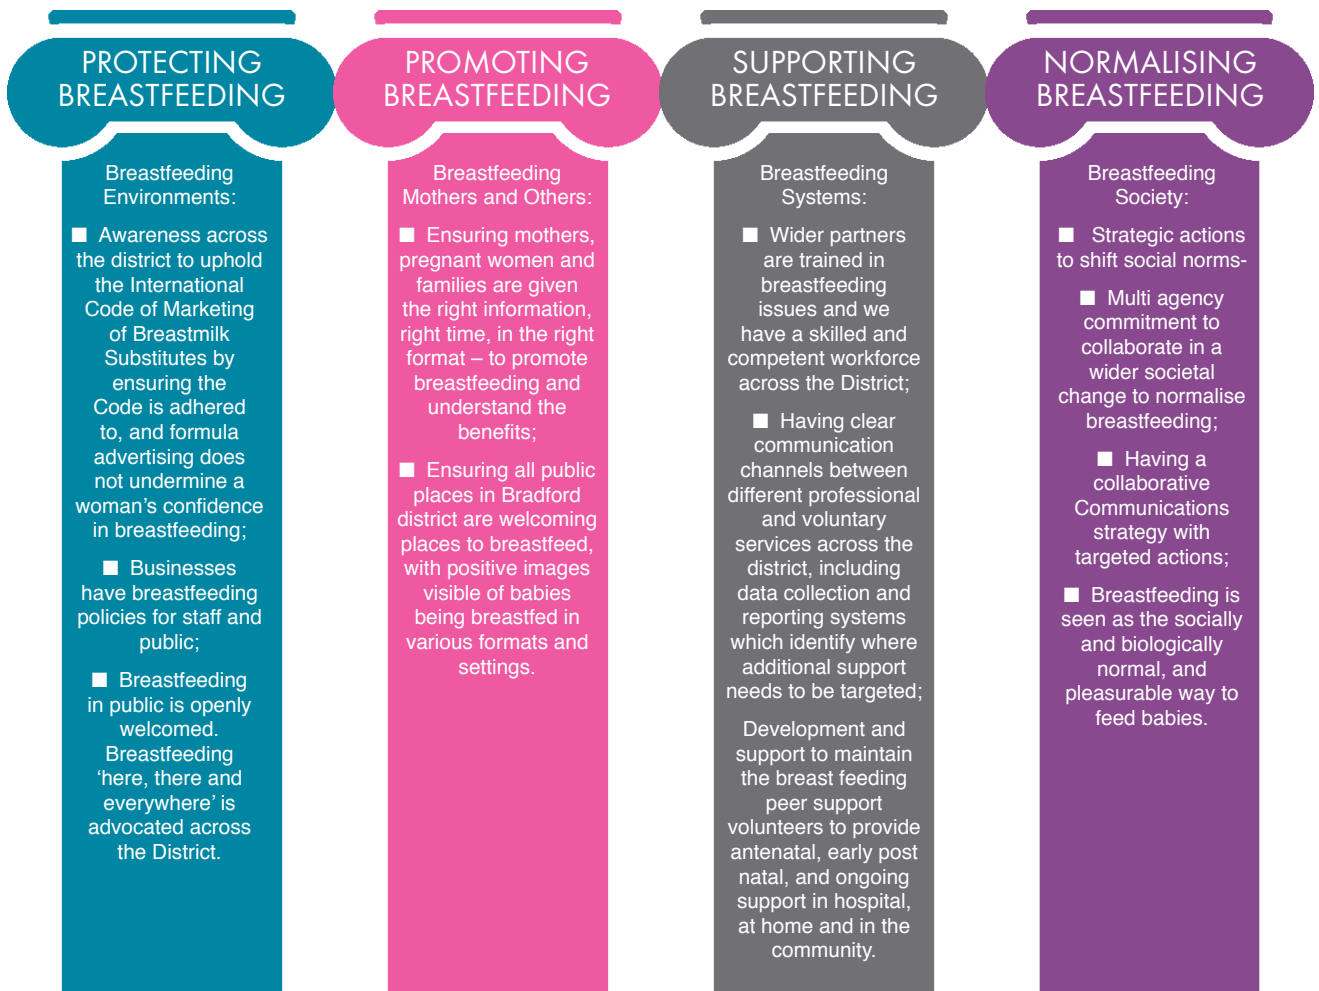 PROTECTING
BREASTFEEDING
Breastfeeding
Environments:
■ Awareness across
the district to uphold
the International
Code of Marketing
of Breastmilk
Substitutes by
ensuring the
Code is adhered
to, and formula
advertising does
not undermine a
woman’s confidence
in breastfeeding;
■ Businesses
have breastfeeding
policies for staff and
public;
■ Breastfeeding
in public is openly
welcomed.
Breastfeeding
‘here, there and
everywhere’ is
advocated across
the District.
PROMOTING
BREASTFEEDING
Breastfeeding
Mothers and Others:
■ Ensuring mothers,
pregnant women and
families are given
the right information,
right time, in the right
format – to promote
breastfeeding and
understand the
benefits;
■ Ensuring all public
places in Bradford
district are welcoming
places to breastfeed,
with positive images
visible of babies
being breastfed in
various formats and
settings.
SUPPORTING
BREASTFEEDING
Breastfeeding
Systems:
■ Wider partners
are trained in
breastfeeding
issues and we
have a skilled and
competent workforce
across the District;
■ Having clear
communication
channels between
different professional
and voluntary
services across the
district, including
data collection and
reporting systems
which identify where
additional support
needs to be targeted;
Development and
support to maintain
the breast feeding
peer support
volunteers to provide
antenatal, early post
natal, and ongoing
support in hospital,
at home and in the
community.
NORMALISING
BREASTFEEDING
Breastfeeding
Society:
■ Strategic actions
to shift social norms-
■ Multi agency
commitment to
collaborate in a
wider societal
change to normalise
breastfeeding;
■ Having a
collaborative
Communications
strategy with
targeted actions;
■ Breastfeeding is
seen as the socially
and biologically
normal, and
pleasurable way to
feed babies.